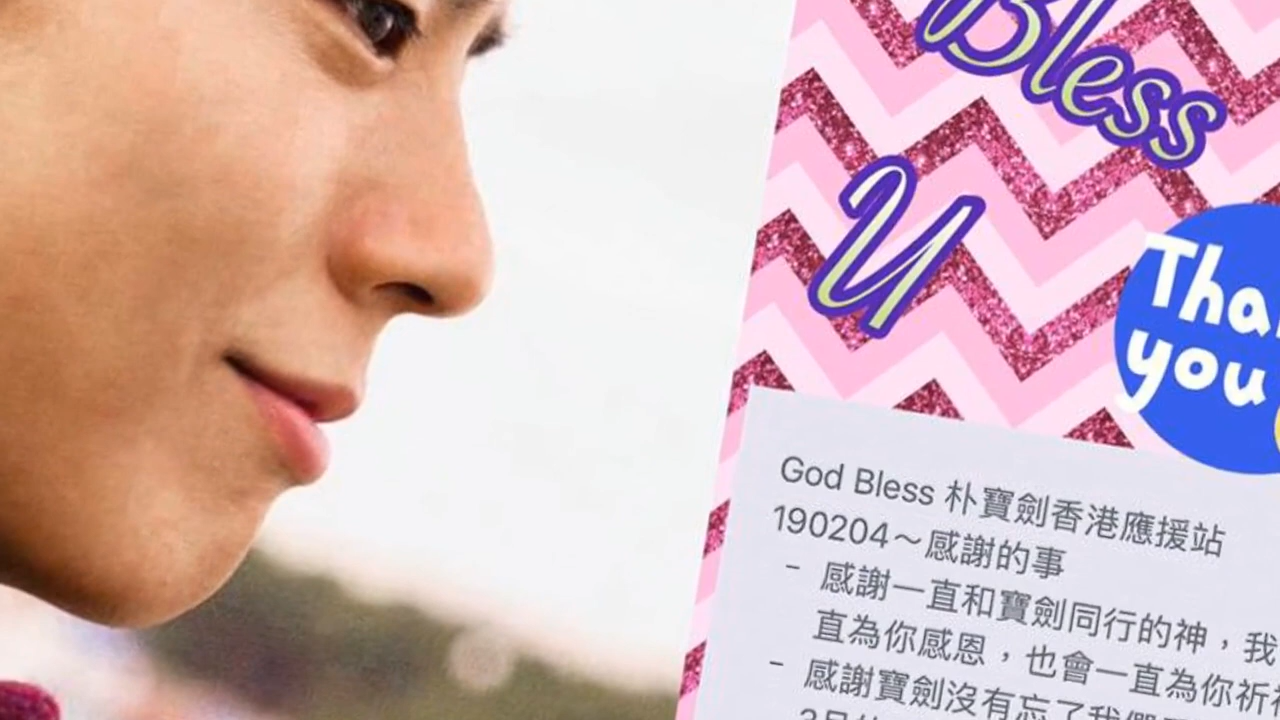 Bless
U
Tha
you
God Bless 朴寶劍香港應援站
190204～感謝的事
- 感謝一直和寶劍同行的神，我
直為你感恩，也會一直為你祈
- 感謝寶劍沒有忘了我們